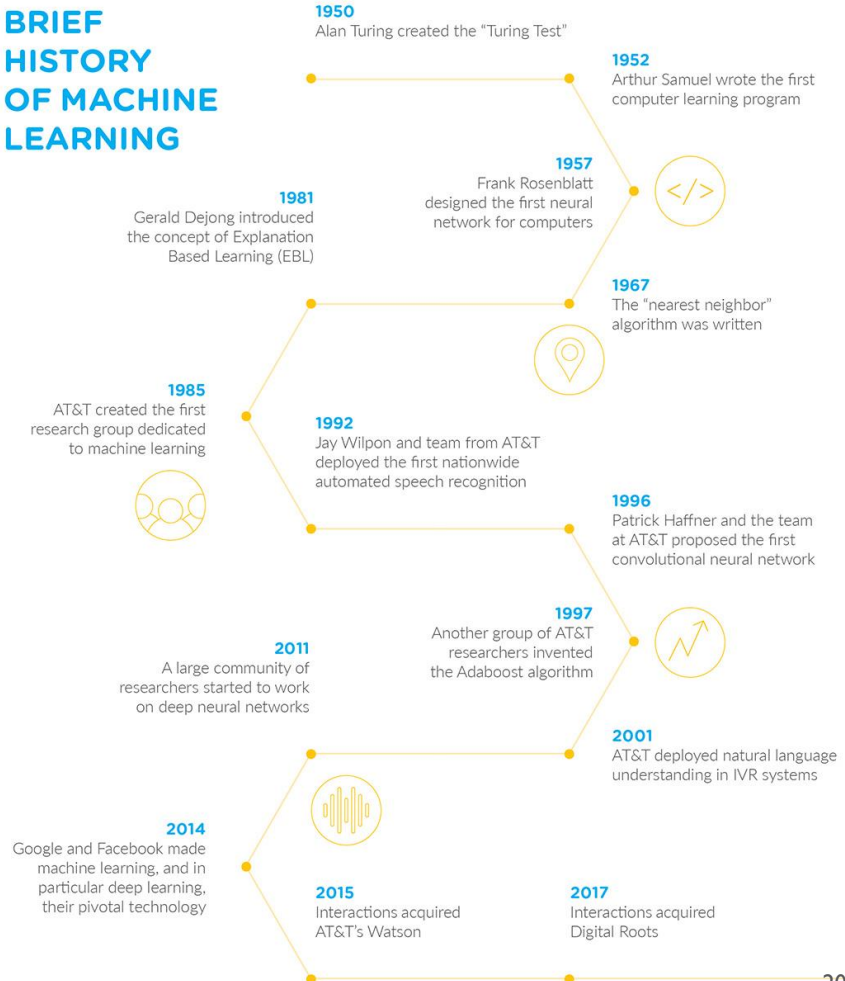 BRIEF
HISTORY
OF MACHINE
LEARNING
1950
Alan Turing created the “Turing Test”
1952
Arthur Samuel wrote the first
computer learning program
1957
Frank Rosenblatt
designed the first neural
network for computers
</>
1967
The “nearest neighbor”
algorithm was written
1981
Gerald Dejong introduced
the concept of Explanation
Based Learning (EBL)
1985
AT&T created the first
research group dedicated
to machine learning
1992
Jay Wilpon and team from AT&T
deployed the first nationwide
automated speech recognition
1996
Patrick Haffner and the team
at AT&T proposed the first
convolutional neural network
1997
Another group of AT&T
researchers invented
the Adaboost algorithm
2001
AT&T deployed natural language
understanding in IVR systems
2011
A large community of
researchers started to work
on deep neural networks
2014
Google and Facebook made
machine learning, and in
particular deep learning,
their pivotal technology
2015
Interactions acquired
AT&T’s Watson
2017
Interactions acquired
Digital Roots